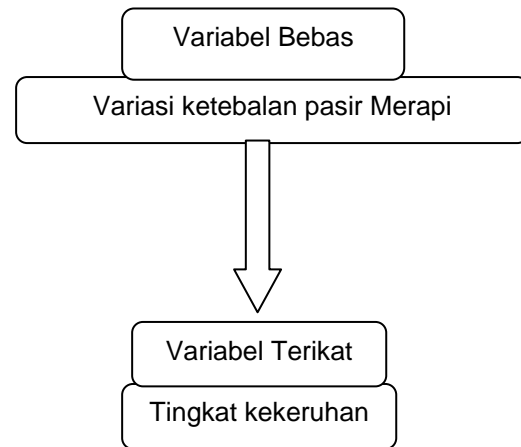 Variabel Bebas
Variasi ketebalan pasir Merapi
Variabel Terikat
Tingkat kekeruhan